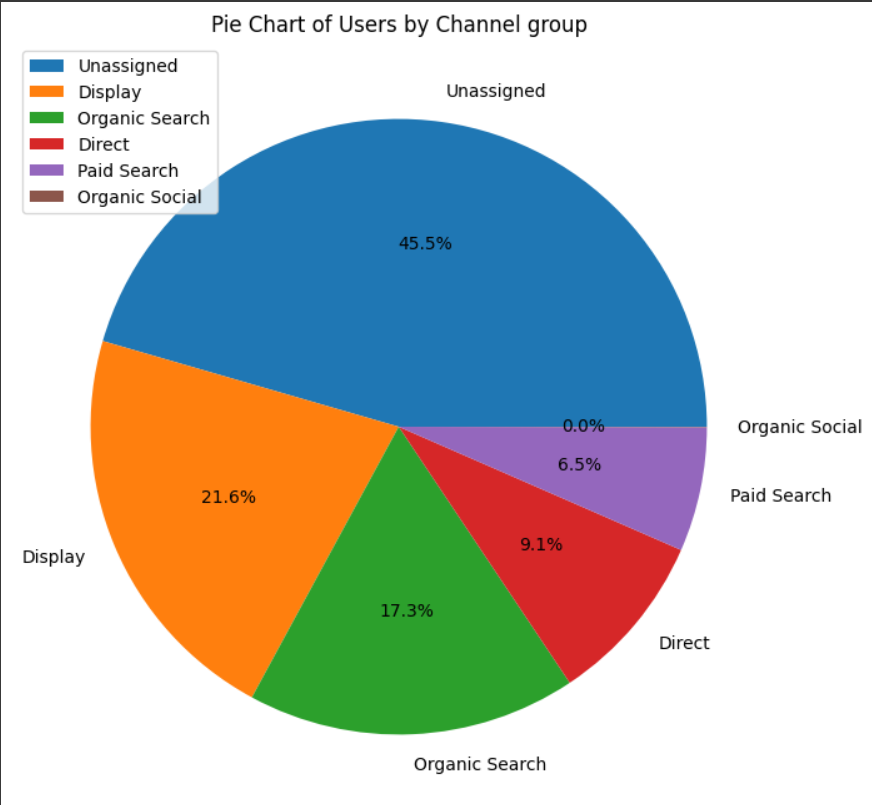 Pie Chart of Users by Channel group
Unassigned
Display
Organic Search
Direct
Paid Search
Organic Social
Unassigned
45.5%
0.0%
Organic Social
6.5%
Paid Search
21.6%
9.1%
Display
17.3%
Direct
Organic Search